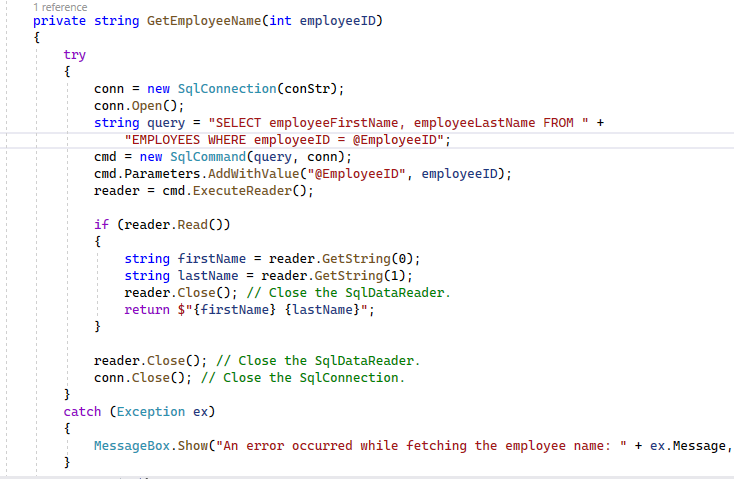 1 reference
private string GetEmployeeName(int employeeID)
{
try
{
conn = new SqlConnection(conStr);
conn.Open();
string query = "SELECT employeeFirstName, employeeLastName FROM " +
"EMPLOYEES WHERE employeeID = @EmployeeID";
cmd = new SqlCommand(query, conn);
cmd.Parameters.AddWithValue("@EmployeeID", employeeID);
reader = cmd.ExecuteReader();
if (reader.Read())
{
string firstName = reader.GetString(0);
string lastName = reader.GetString(1);
reader.Close(); // Close the SqlDataReader.
return $"{firstName} {lastName}";
}
reader.Close(); // Close the SqlDataReader.
conn.Close(); // Close the SqlConnection.
}
catch (Exception ex)
{
MessageBox.Show("An error occurred while fetching the employee name: " + ex.Message,
}